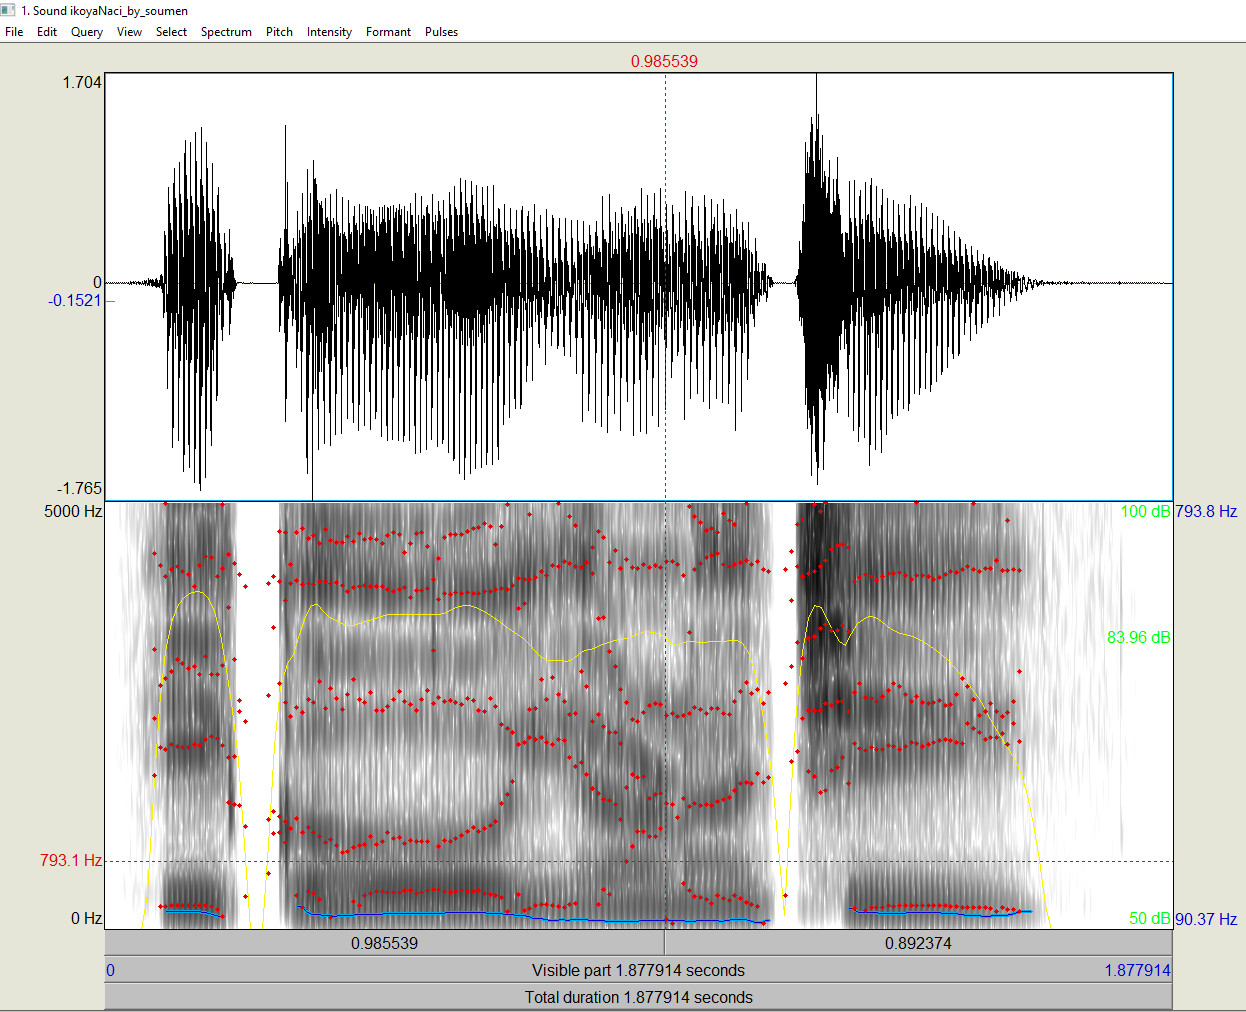 1. Sound ikoyaNaci_by_soumen
File Edit Query View Select Spectrum Pitch Intensity Formant Pulses
0.985539
1.704
0
-0.1521
-1.765
5000 Hz 100 dB 793.8 Hz
83.96 dB
793.1 Hz
0 Hz 50 dB 90.37 Hz
0.985539 0.892374
0 Visible part 1.877914 seconds 1.877914
Total duration 1.877914 seconds